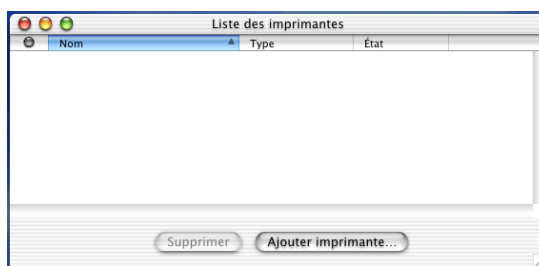 Liste des imprimantes
Nom Type État
Supprimer Ajouter imprimante...